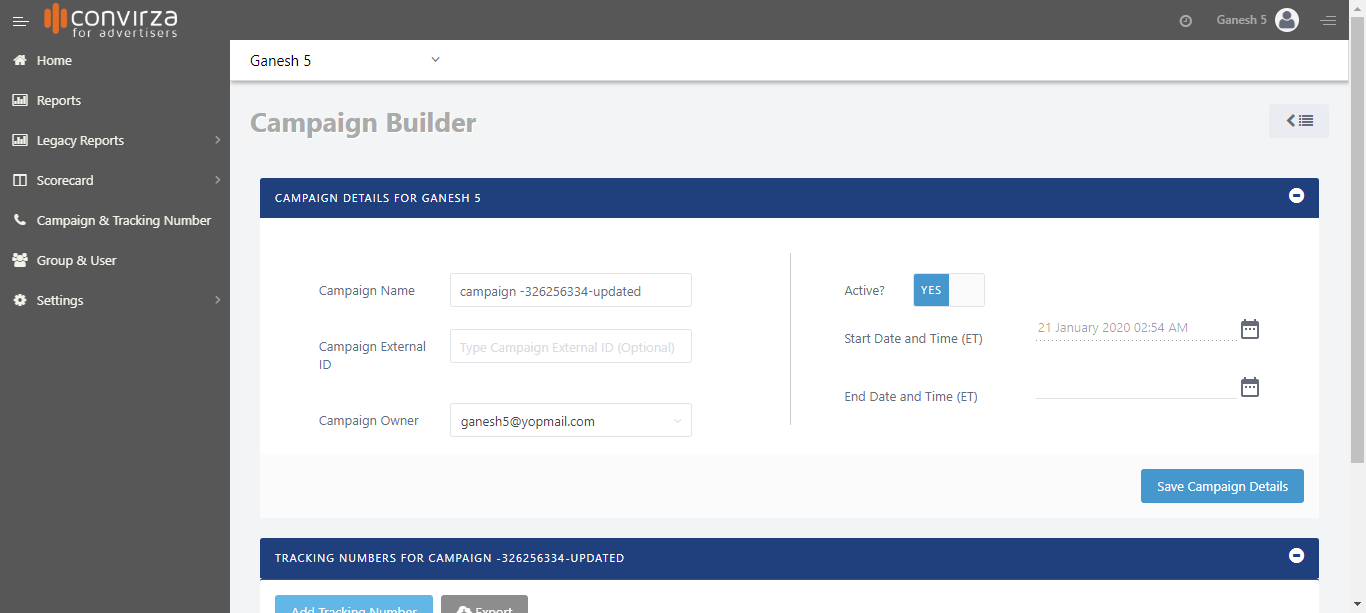 convirza
for advertisers
Ganesh 5
Home
Reports
Legacy Reports
Scorecard
Campaign & Tracking Number
Group & User
Settings
Ganesh 5
Campaign Builder
CAMPAIGN DETAILS FOR GANESH 5
Campaign Name
campaign -326256334-updated
Campaign External
ID
Type Campaign External ID (Optional)
Campaign Owner
ganesh5@yopmail.com
Active?
YES
Start Date and Time (ET)
21 January 2020 02:54 AM
End Date and Time (ET)
Save Campaign Details
TRACKING NUMBERS FOR CAMPAIGN -326256334-UPDATED
Add Tracking Number
Export